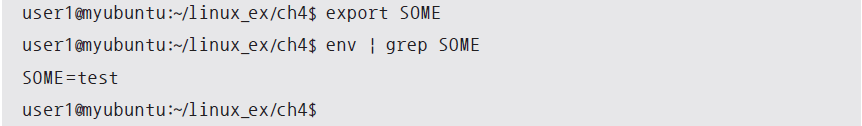 user1@myubuntu:~/linux_ex/ch4$ export SOME
user1@myubuntu:~/linux_ex/ch4$ env | grep SOME
SOME=test
user1@myubuntu:~/linux_ex/ch4$